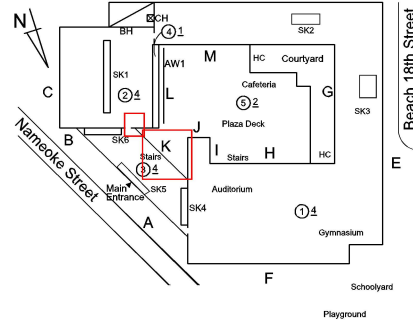 N
BH
CH
4 1
SK2
Beach 18th Street
M
HC
Courtyard
AW1
SK1
Cafeteria
G
C
2 4
L
5 2
SK3
Plaza Deck
B
SK6
J
K
I
Stairs
H
HC
E
Nameoke Street
Stairs
3 4
Main
Entrance
SK5
Auditorium
SK4
1 4
A
Gymnasium
F
Schoolyard
Playground